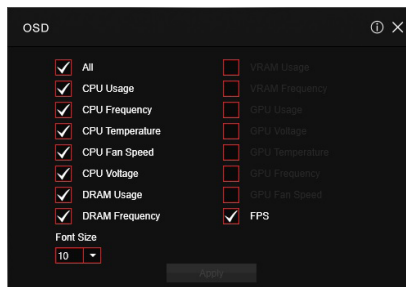 OSD
All
CPU Usage
CPU Frequency
CPU Temperature
CPU Fan Speed
CPU Voltage
DRAM Usage
DRAM Frequency
VRAM Usage
VRAM Frequency
GPU Usage
GPU Voltage
GPU Temperature
GPU Frequency
GPU Fan Speed
FPS
Font Size
10
Apply